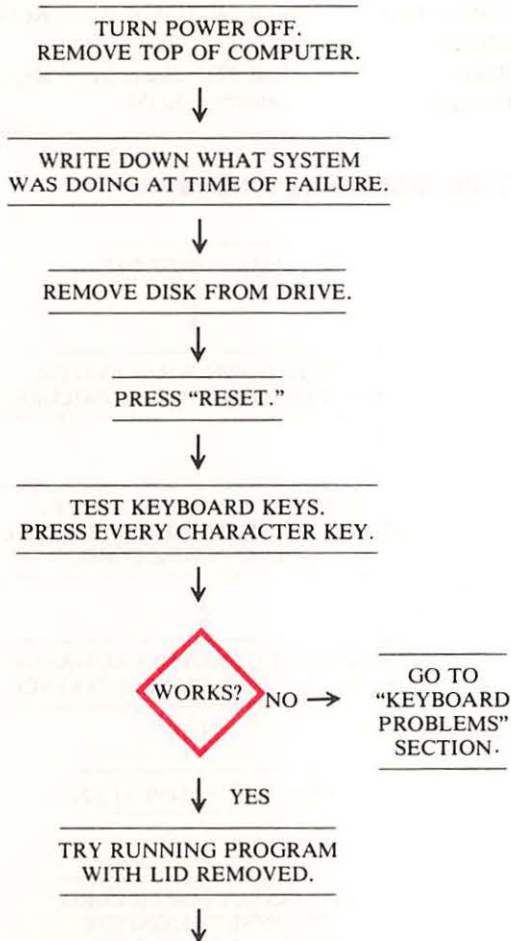 TURN POWER OFF.
REMOVE TOP OF COMPUTER.
WRITE DOWN WHAT SYSTEM
WAS DOING AT TIME OF FAILURE.
REMOVE DISK FROM DRIVE.
PRESS “RESET.”
TEST KEYBOARD KEYS.
PRESS EVERY CHARACTER KEY.
WORKS?
NO
GO TO
“KEYBOARD
PROBLEMS”
SECTION.
YES
TRY RUNNING PROGRAM
WITH LID REMOVED.